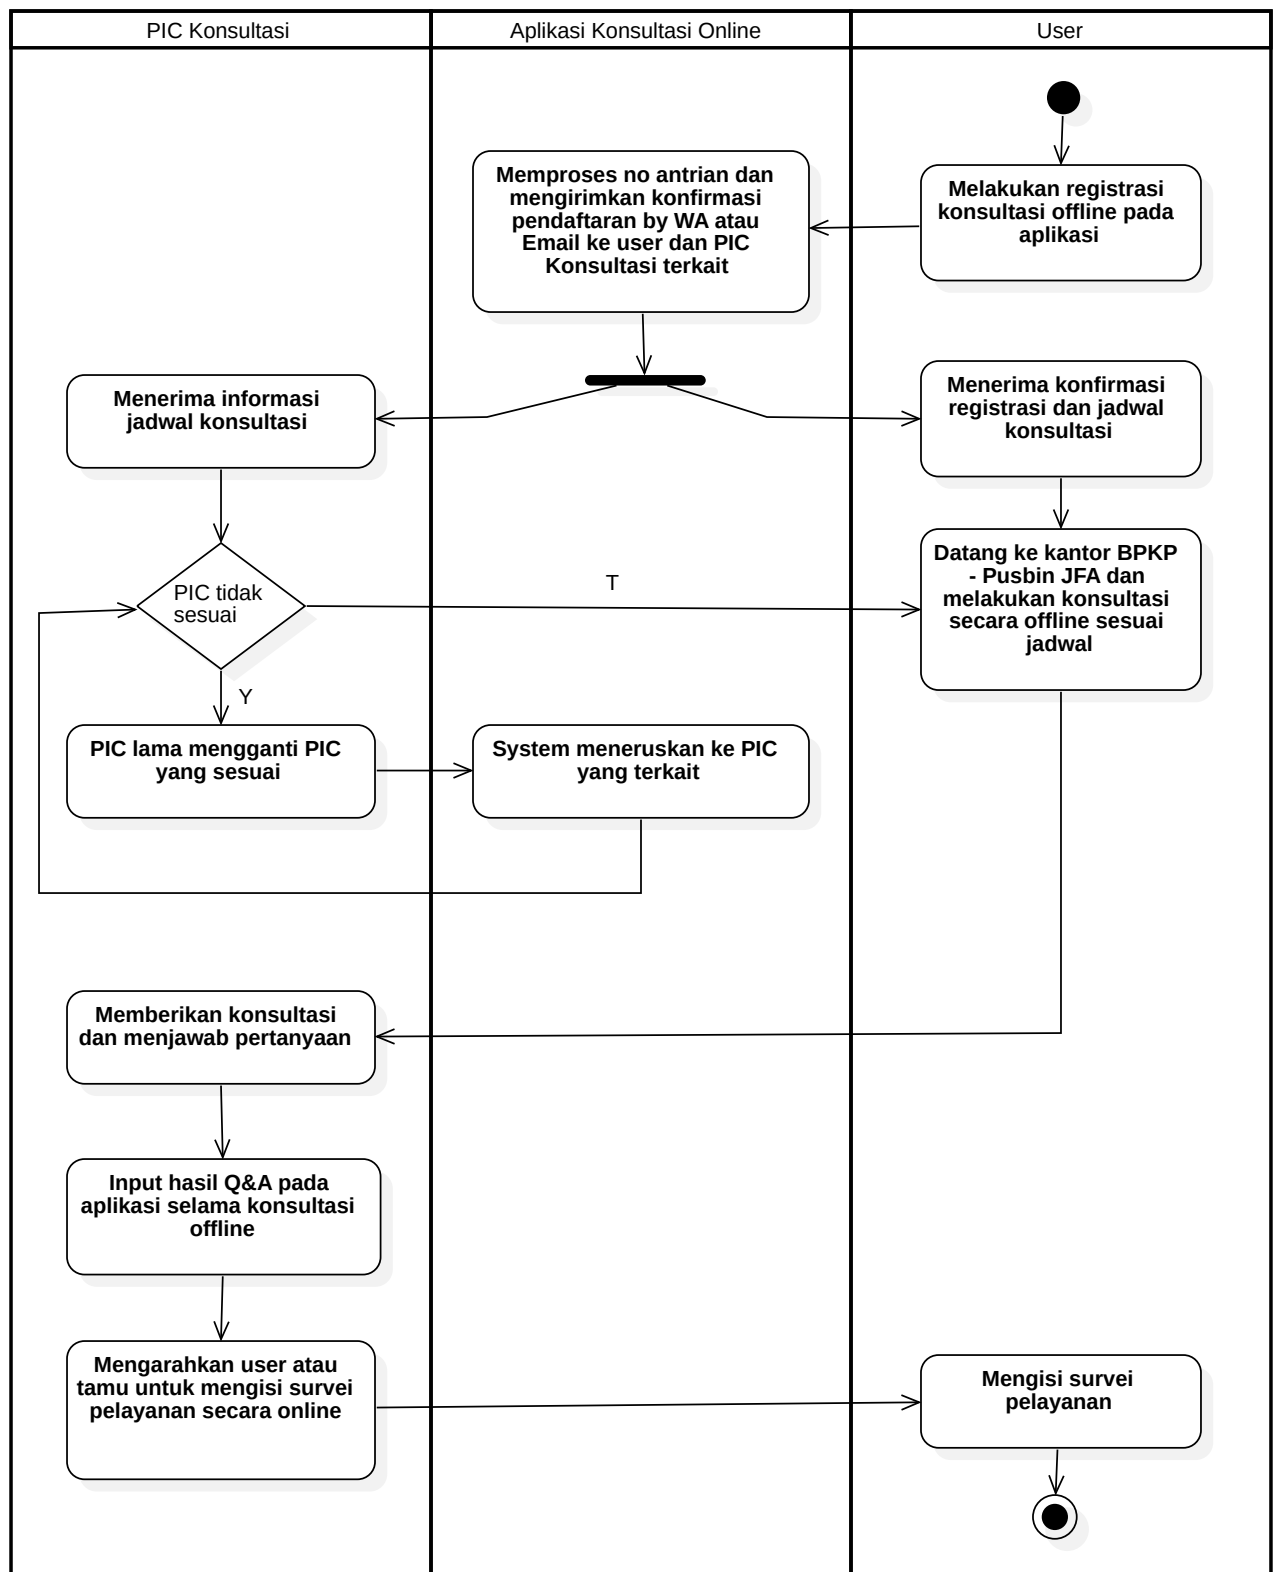 PIC Konsultasi
Aplikasi Konsultasi Online
User
Melakukan registrasi
konsultasi offline pada
aplikasi
Memproses no antrian dan
mengirimkan konfirmasi
pendaftaran by WA atau
Email ke user dan PIC
Konsultasi terkait
Menerima informasi
jadwal konsultasi
Menerima konfirmasi
registrasi dan jadwal
konsultasi
PIC tidak
sesuai
T
Datang ke kantor BPKP
- Pusbin JFA dan
melakukan konsultasi
secara offline sesuai
jadwal
Y
PIC lama mengganti PIC
yang sesuai
System meneruskan ke PIC
yang terkait
Memberikan konsultasi
dan menjawab pertanyaan
Input hasil Q&A pada
aplikasi selama konsultasi
offline
Mengarahkan user atau
tamu untuk mengisi survei
pelayanan secara online
Mengisi survei
pelayanan